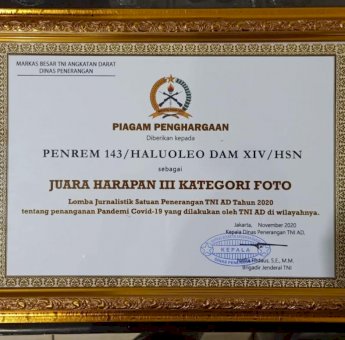 MARKAS BESAR TNI ANGKATAN DARAT
DINAS PENERANGAN
PIAGAM PENGHARGAAN
Diberikan kepada
PENREM 143/HALUOLEO DAM XIV/HSN
sebagai
JUARA HARAPAN III KATEGORI FOTO
Lomba Jurnalistik Satuan Penerangan TNI AD Tahun 2020
tentang penanganan Pandemi Covid-19 yang dilakukan oleh TNI AD di wilayahnya.
Jakarta, November 2020
Kepala Dinas Penerangan TNI AD,
KEPALA
S.E., M.M.
Brigadir Jenderal TNI